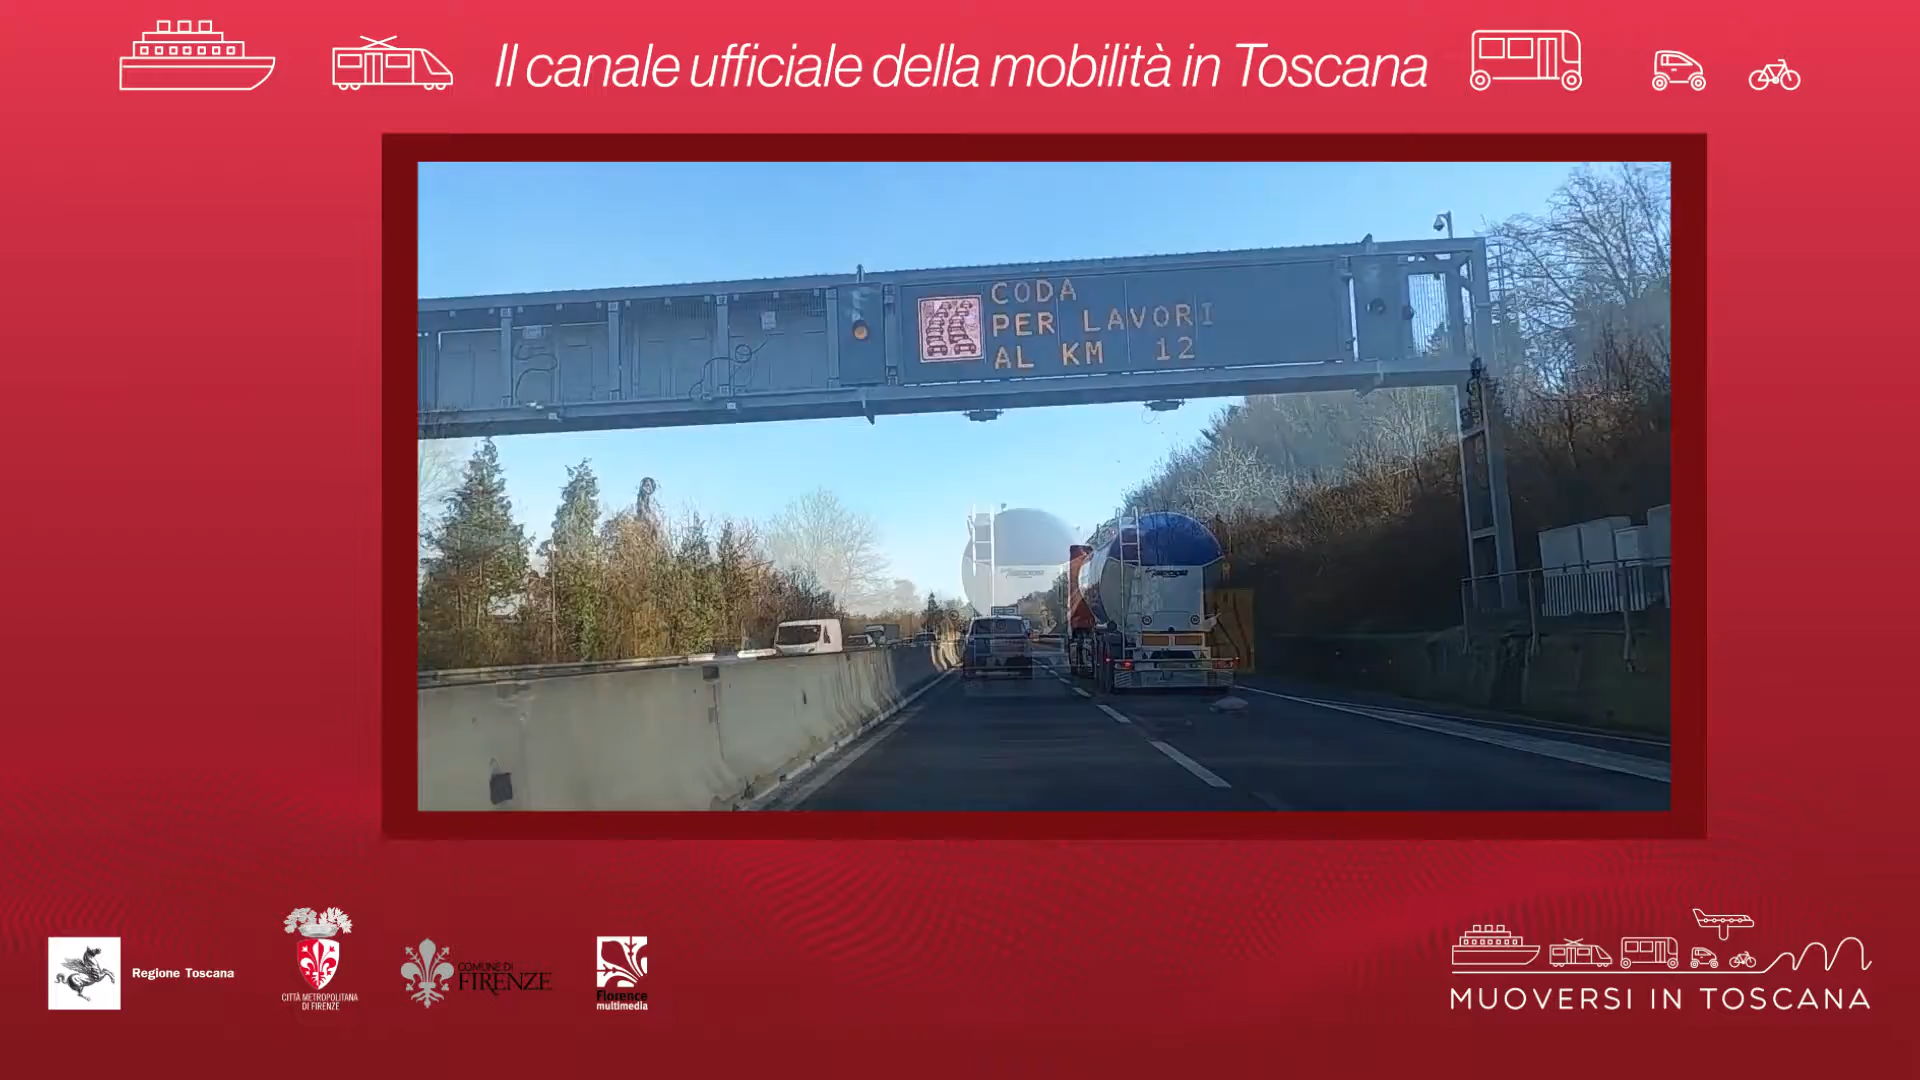 Il canale ufficiale della mobilità in Toscana
CODA
PER LAVORI
AL KM 12
Regione Toscana
CITTÀ METROPOLITANA
DI FIRENZE
COMUNE DI
FIRENZE
Florence
multimedia
MUOVERSI IN TOSCANA